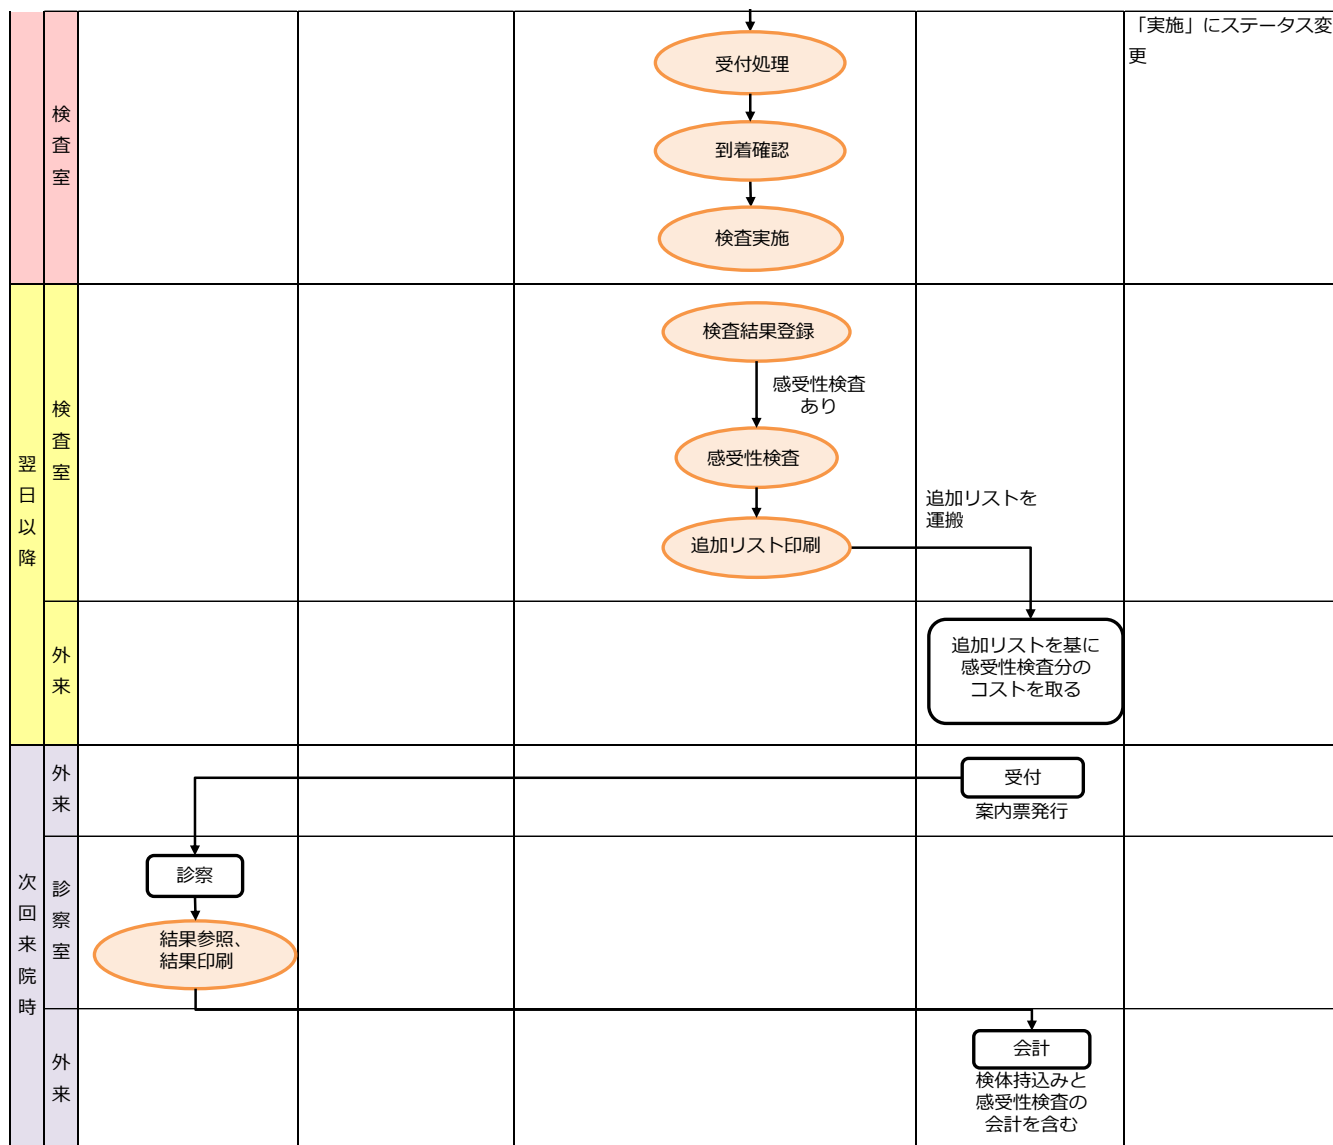 「実施」にステータス変
更
検査室
受付処理
到着確認
検査実施
翌日以降
検査室
検査結果登録
感受性検査
あり
感受性検査
追加リスト印刷
追加リストを
運搬
外来
追加リストを基に
感受性検査分の
コストを取る
次回来院時
外来
受付
案内票発行
診察室
診察
結果参照、
結果印刷
外来
会計
検体持込みと
感受性検査の
会計を含む